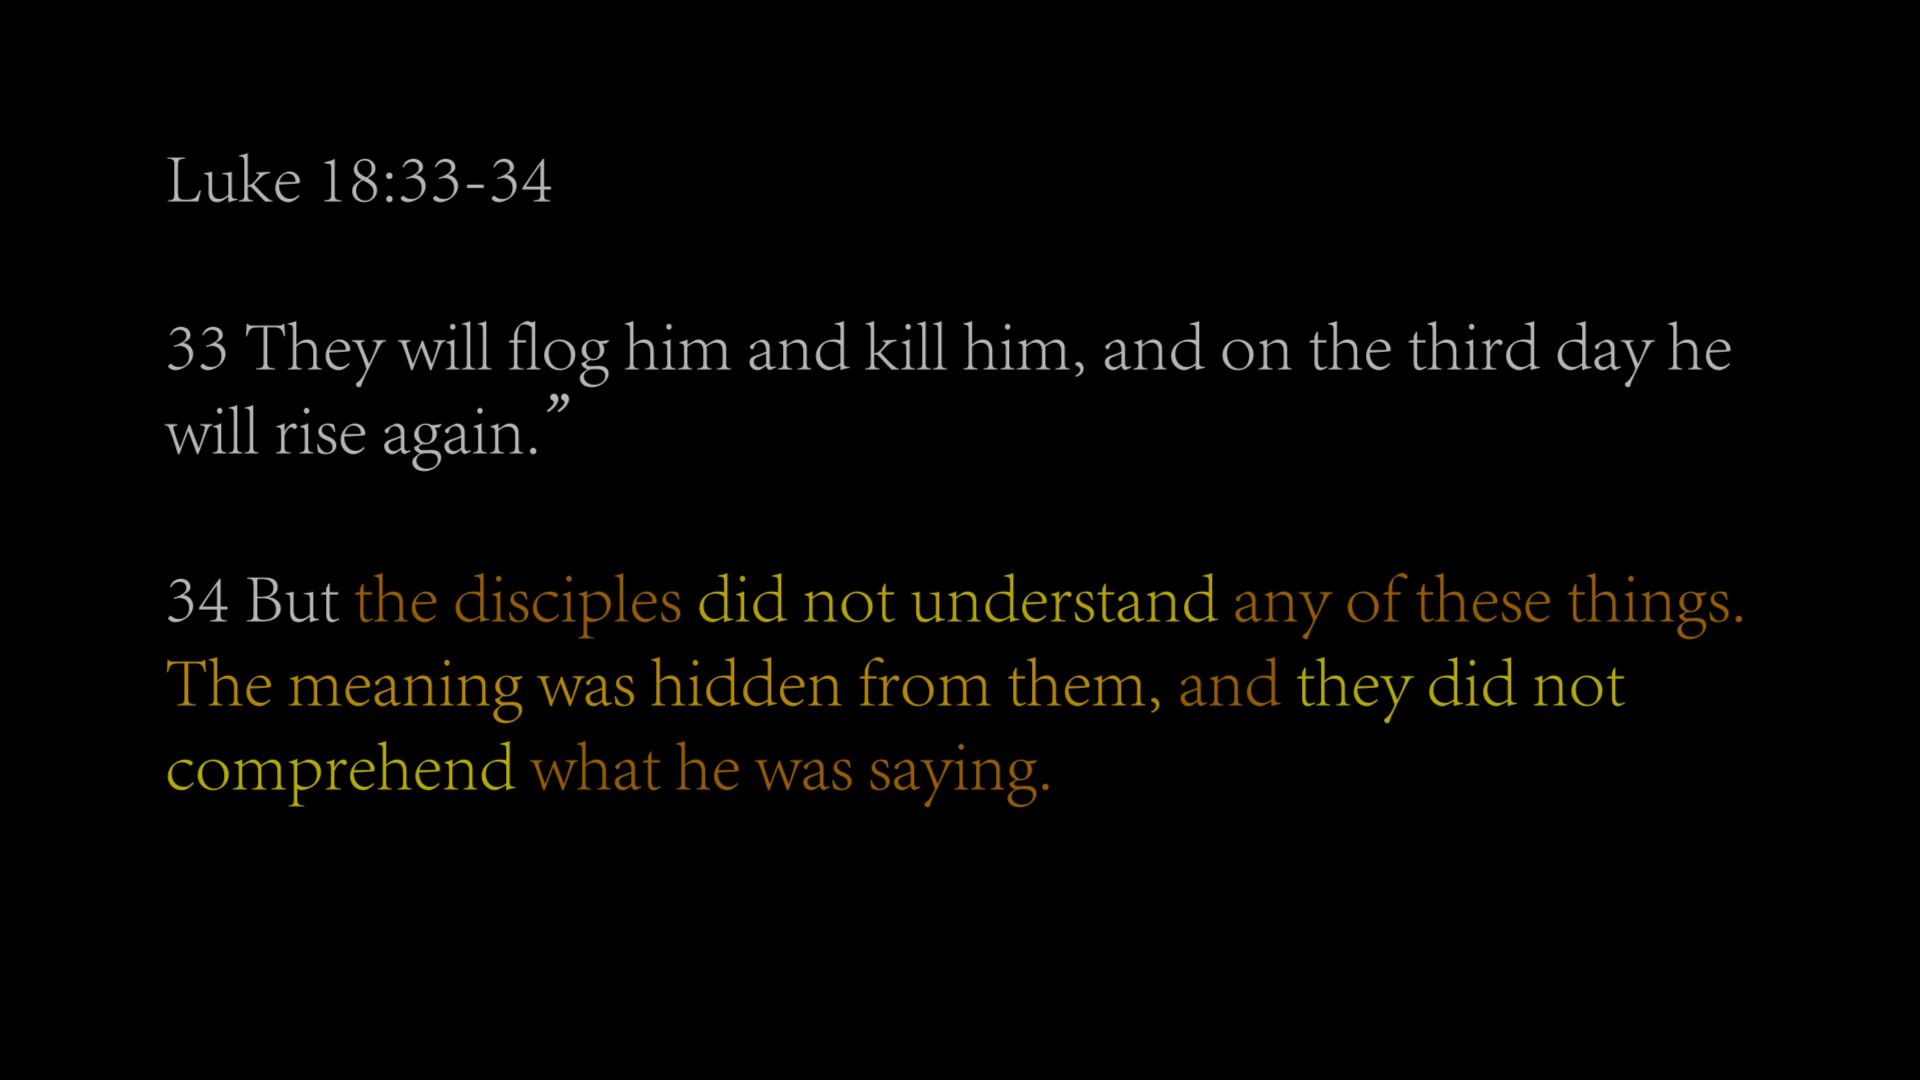 Luke 18:33-34
33 They will flog him and kill him, and on the third day he
will rise again.”
34 But the disciples did not understand any of these things.
The meaning was hidden from them, and they did not
comprehend what he was saying.